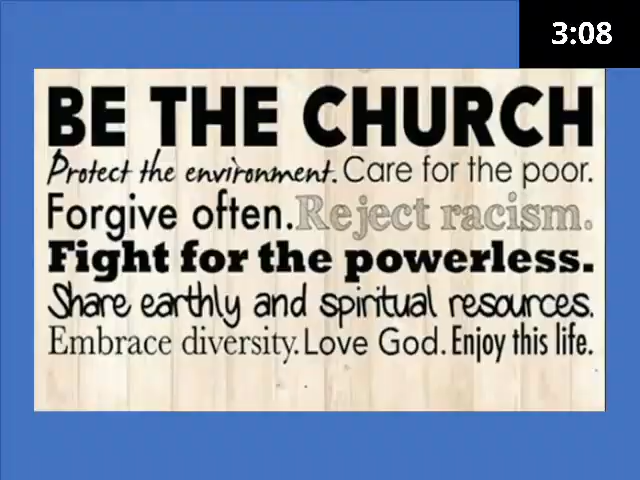 3:08
BE THE CHURCH
Protect the environment. Care for the poor.
Forgive often. Reject racism.
Fight for the powerless.
Share earthly and spiritual resources.
Embrace diversity. Love God. Enjoy this life.